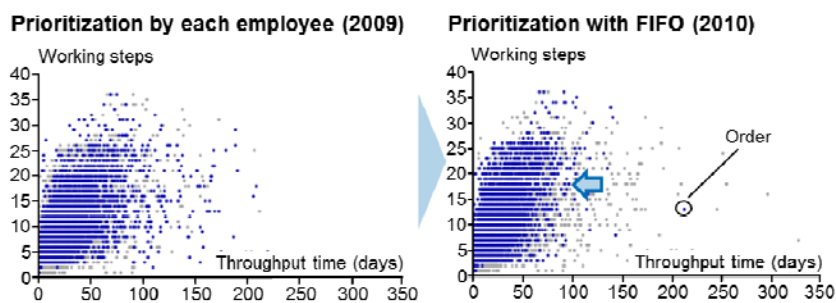 Prioritization by each employee (2009)
Working steps
40
35
30
25
20
15
10
5
0
0 50 100 150 200 250 300 350
Throughput time (days)
Prioritization with FIFO (2010)
Working steps
40
35
30
25
20
15
10
5
0
0 50 100 150 200 250 300 350
Throughput time (days)
Order